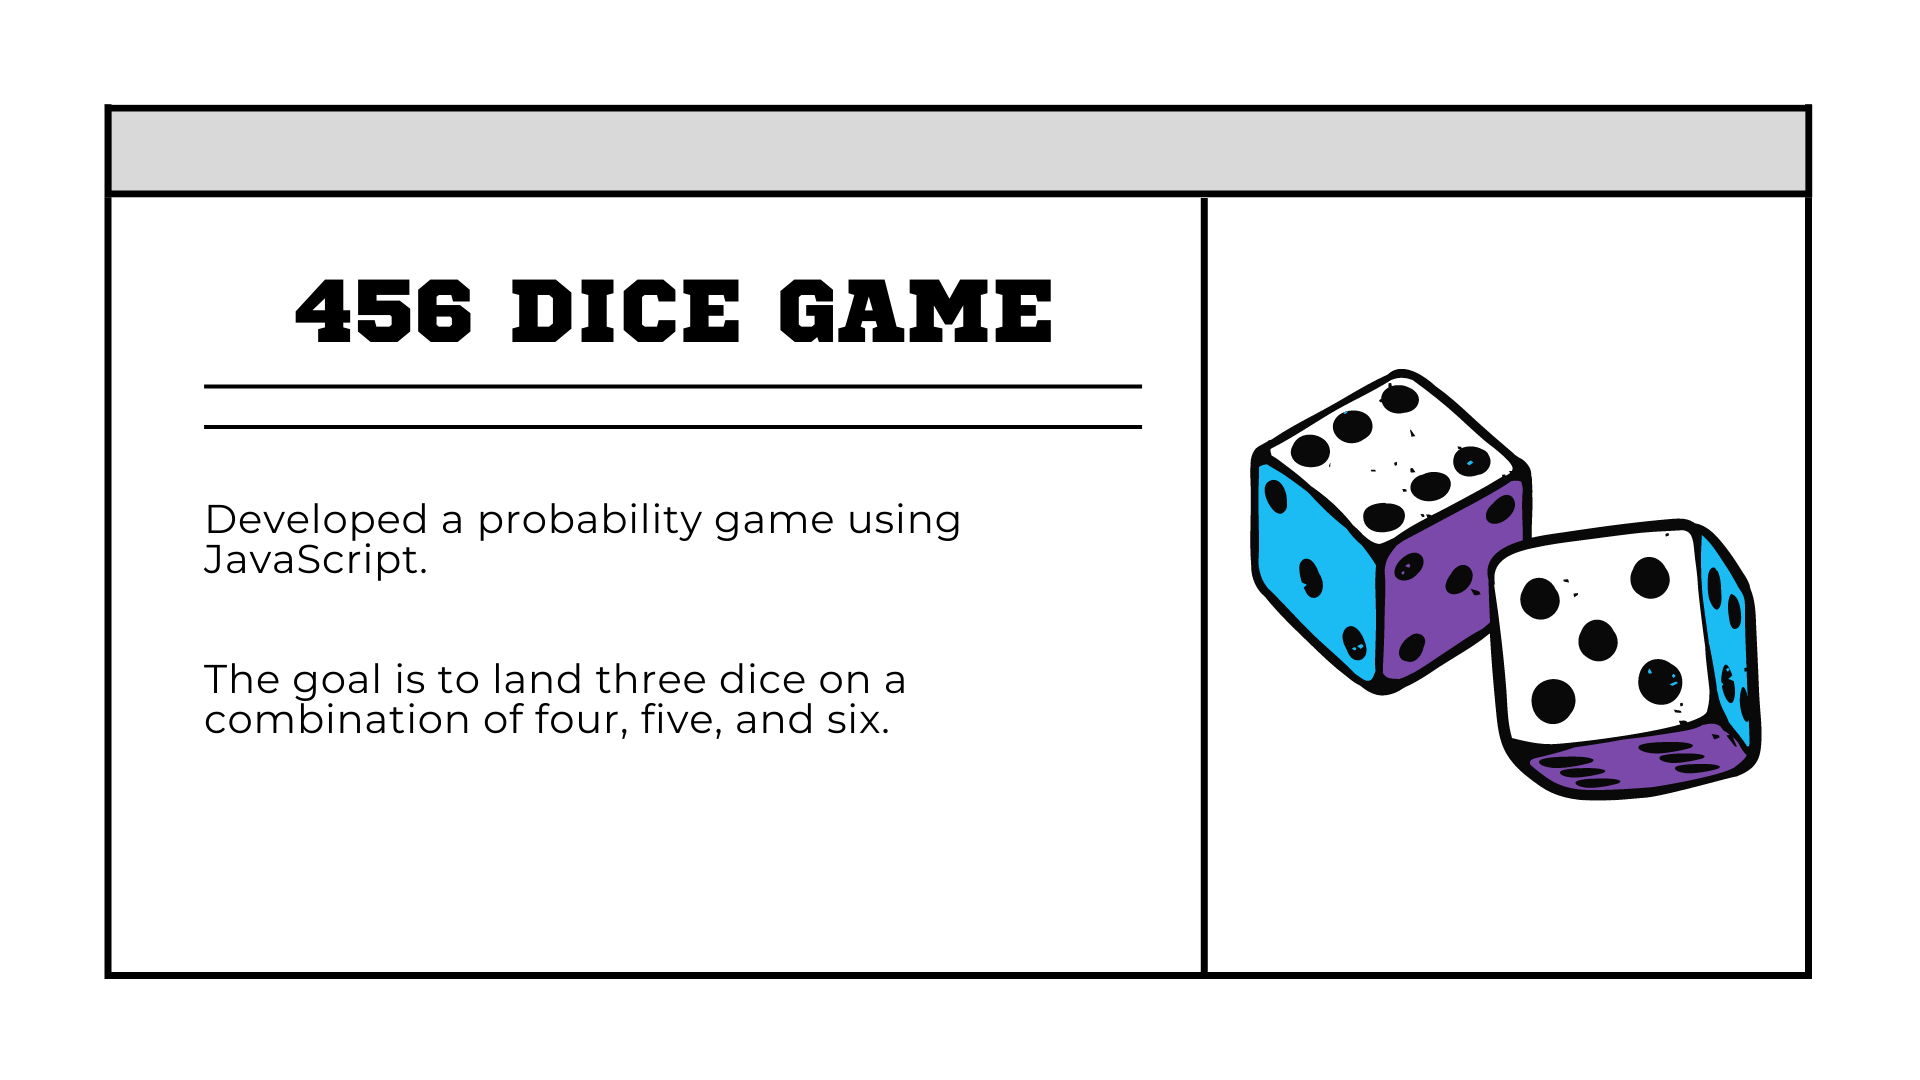 456 DICE GAME
Developed a probability game using
JavaScript.
The goal is to land three dice on a
combination of four, five, and six.